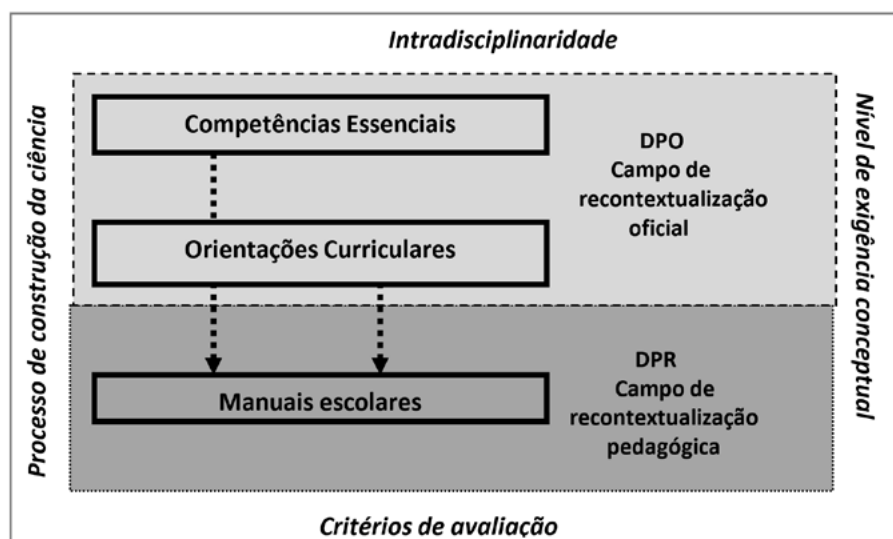 Intradisciplinaridade
Processo de construção da ciência
Competências Essenciais
DPO
Campo de
recontextualização
oficial
Orientações Curriculares
Nível de exigência conceptual
DPR
Campo de
recontextualização
pedagógica
Manuais escolares
Critérios de avaliação